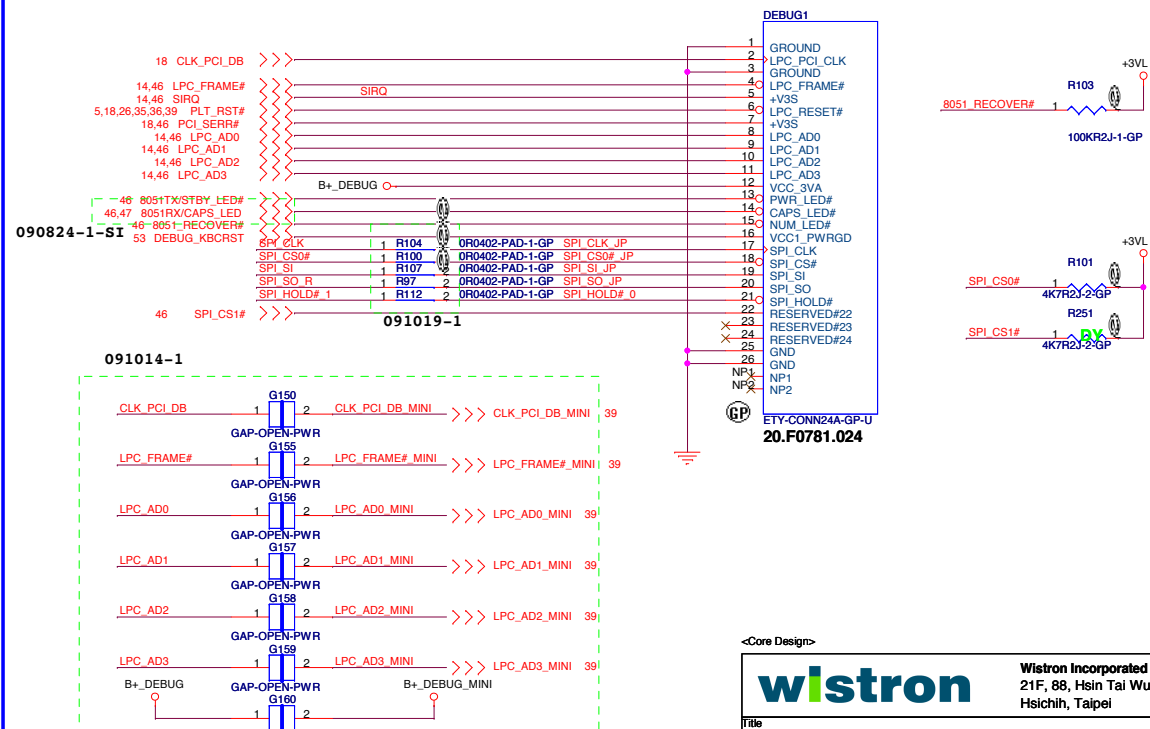 DEBUG1
18 CLK_PCI_DB
14,46 LPC_FRAME#
14,46 SIRQ
SIRQ
5,18,26,35,36,39 PLT_RST#
18,46 PCI_SERR#
14,46 LPC_AD0
14,46 LPC_AD1
14,46 LPC_AD2
14,46 LPC_AD3
B+_DEBUG
46 8051TX/STBY_LED#
46,47 8051RX/CAPS_LED
46 8051_RECOVER#
53 DEBUG_KBCRST
090824-1-SI
SPI_CLK 1 R104 0R0402-PAD-1-GP SPI_CLK_JP
SPI_CS0# 1 R100 0R0402-PAD-1-GP SPI_CS0#_JP
SPI_SI 1 R107 2 0R0402-PAD-1-GP SPI_SI_JP
SPI_SO_R 1 R97 2 0R0402-PAD-1-GP SPI_SO_JP
SPI_HOLD#_1 1 R112 2 0R0402-PAD-1-GP SPI_HOLD#_0
46 SPI_CS1#
091019-1
1 GROUND
2 LPC_PCI_CLK
3 GROUND
4 LPC_FRAME#
5 +V3S
6 LPC_RESET#
7 +V3S
8 LPC_AD0
9 LPC_AD1
10 LPC_AD2
11 LPC_AD3
12 VCC_3VA
13 PWR_LED#
14 CAPS_LED#
15 NUM_LED#
16 VCC1_PWRGD
17 SPI_CLK
18 SPI_CS#
19 SPI_SI
20 SPI_SO
21 SPI_HOLD#
22 RESERVED#22
23 RESERVED#23
24 RESERVED#24
25 GND
26 GND
NP1 NP1
NP2 NP2
GP
ETY-CONN24A-GP-U
20.F0781.024
+3VL
R103
8051_RECOVER# 1
100KR2J-1-GP
+3VL
R101
SPI_CS0# 1
4K7R2J-2-GP
R251
SPI_CS1# 1
DY
4K7R2J-2-GP
091014-1
G150
CLK_PCI_DB 1 2 CLK_PCI_DB_MINI CLK_PCI_DB_MINI 39
GAP-OPEN-PWR
G155
LPC_FRAME# 1 2 LPC_FRAME#_MINI LPC_FRAME#_MINI 39
GAP-OPEN-PWR
G156
LPC_AD0 1 2 LPC_AD0_MINI LPC_AD0_MINI 39
GAP-OPEN-PWR
G157
LPC_AD1 1 2 LPC_AD1_MINI LPC_AD1_MINI 39
GAP-OPEN-PWR
G158
LPC_AD2 1 2 LPC_AD2_MINI LPC_AD2_MINI 39
GAP-OPEN-PWR
G159
LPC_AD3 1 2 LPC_AD3_MINI LPC_AD3_MINI 39
GAP-OPEN-PWR
B+_DEBUG B+_DEBUG_MINI
G160
1 2
<Core Design>
wistron
Wistron Incorporated
21F, 88, Hsin Tai Wu
Hsichih, Taipei
Title